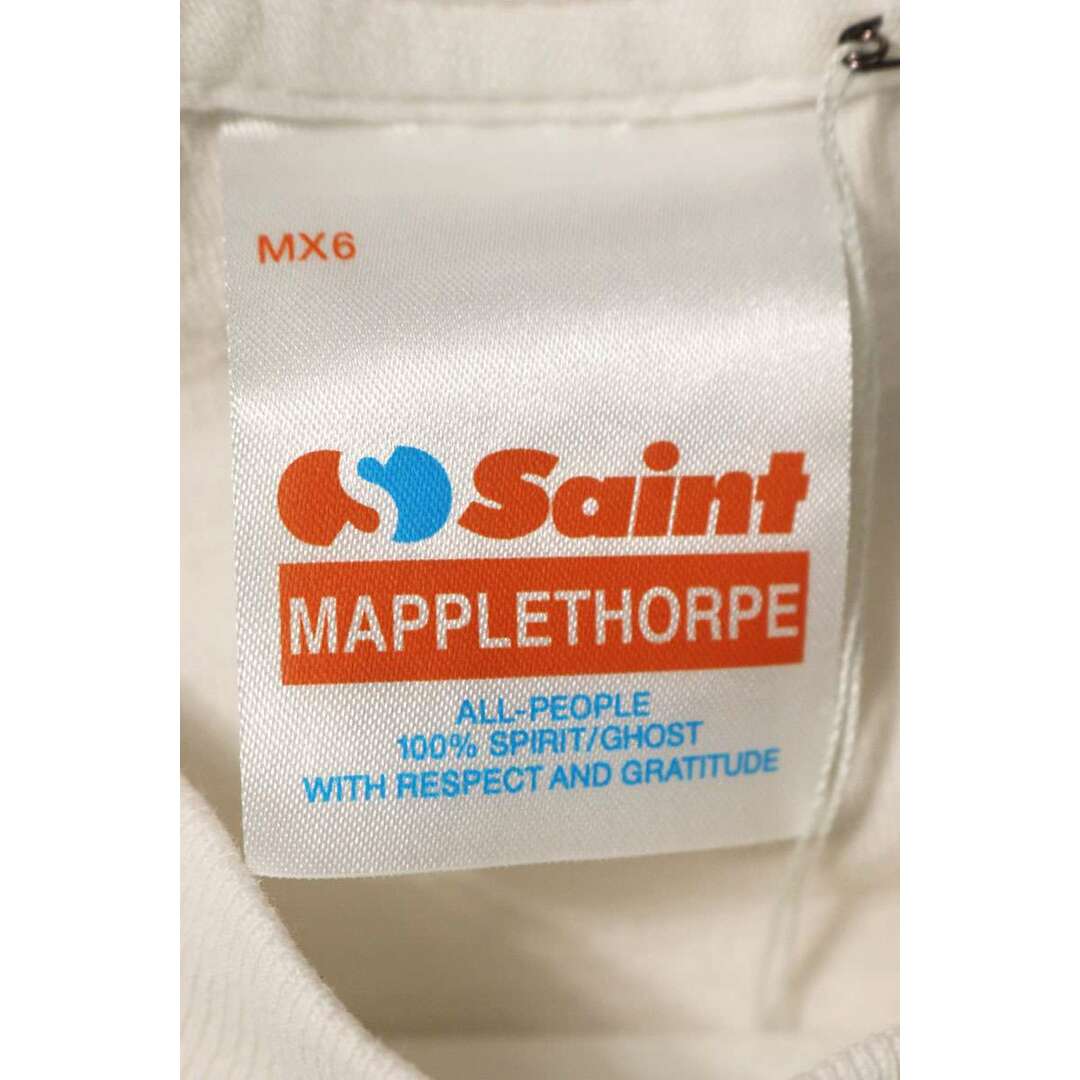 MX6
Saint
MAPPLETHORPE
ALL-PEOPLE
100% SPIRIT/GHOST
WITH RESPECT AND GRATITUDE